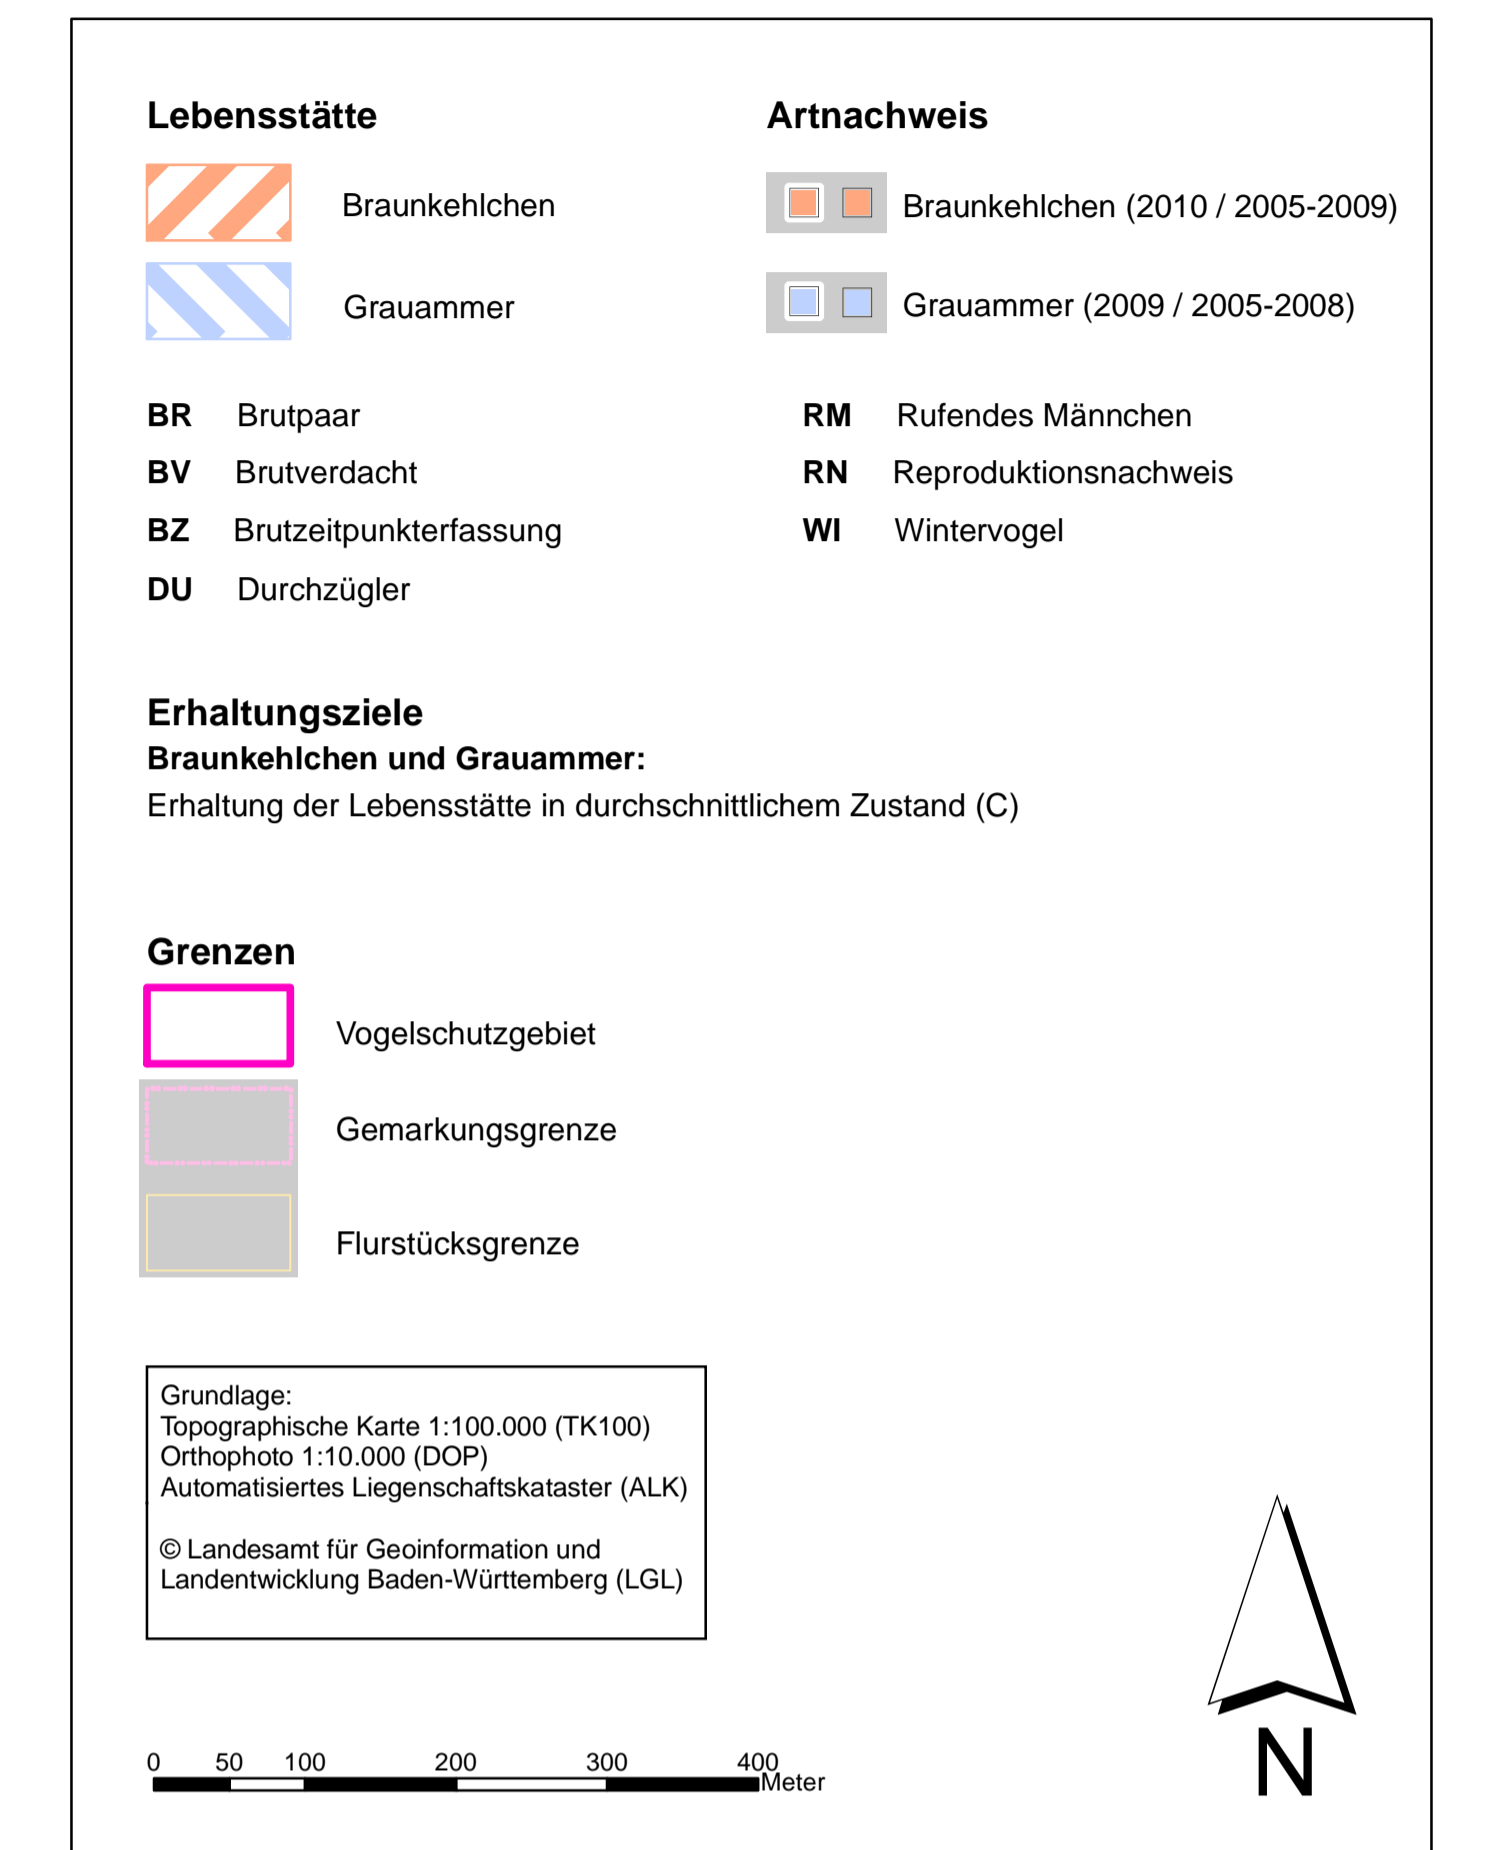 Lebensstätte
Braunkehlchen
Grauammer
Artnachweis
Braunkehlchen (2010 / 2005-2009)
Grauammer (2009 / 2005-2008)
BR Brutpaar
BV Brutverdacht
BZ Brutzeitpunkterfassung
DU Durchzügler
RM Rufendes Männchen
RN Reproduktionsnachweis
WI Wintervogel
Erhaltungsziele
Braunkehlchen und Grauammer:
Erhaltung der Lebensstätte in durchschnittlichem Zustand (C)
Grenzen
Vogelschutzgebiet
Gemarkungsgrenze
Flurstücksgrenze
Grundlage:
Topographische Karte 1:100.000 (TK100)
Orthophoto 1:10.000 (DOP)
Automatisiertes Liegenschaftskataster (ALK)
© Landesamt für Geoinformation und
Landentwicklung Baden-Württemberg (LGL)
0 50 100 200 300 400
Meter
N